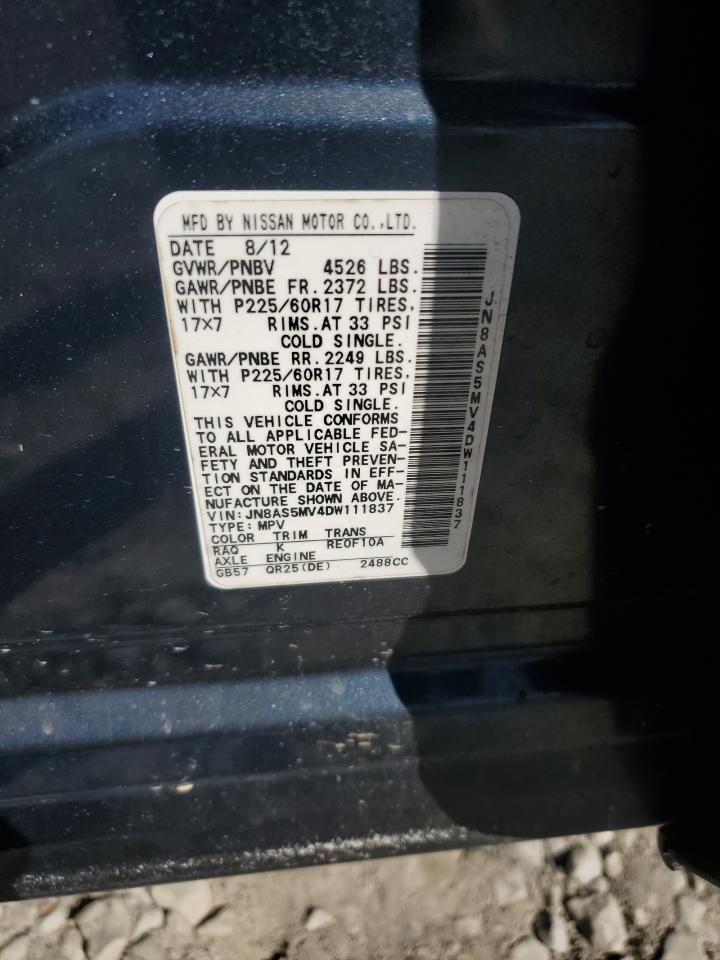 MFD BY NISSAN MOTOR CO.,LTD.
DATE 8/12
GVWR/PNBV 4526 LBS.
GAWR/PNBE FR. 2372 LBS.
WITH P225/60R17 TIRES,
17×7 RIMS.AT 33 PSI
COLD SINGLE.
GAWR/PNBE RR. 2249 LBS.
WITH P225/60R17 TIRES,
17×7 RIMS.AT 33 PSI
COLD SINGLE.
THIS VEHICLE CONFORMS
TO ALL APPLICABLE FED-
ERAL MOTOR VEHICLE SA-
FETY AND THEFT PREVEN-
TION STANDARDS IN EFF-
ECT ON THE DATE OF MA-
NUFACTURE SHOWN ABOVE.
VIN: JN8AS5MV4DW111837
TYPE: MPV
COLOR TRIM TRANS
RAQ K RE0F10A
AXLE ENGINE
GB57 QR25(DE) 2488CC
JN8AS5MV4DW111837